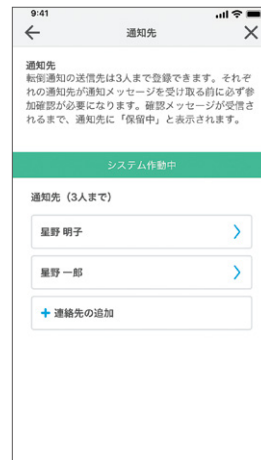 9:41
通知先
通知先
転倒通知の送信先は3人まで登録できます。それぞ
れの通知先が通知メッセージを受け取る前に必ず参
加確認が必要になります。確認メッセージが受信さ
れるまで、通知先に「保留中」と表示されます。
システム作動中
通知先（3人まで）
星野 明子
星野 一郎
+ 連絡先の追加